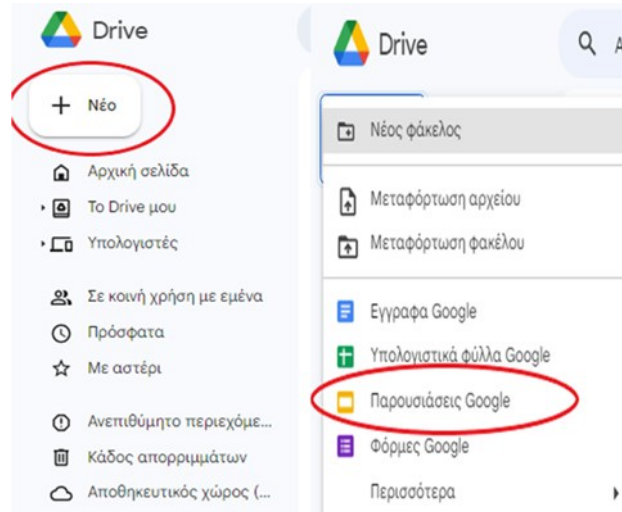 Drive
+ Νέο
Αρχική σελίδα
Το Drive μου
Υπολογιστές
Σε κοινή χρήση με εμένα
Πρόσφατα
Με αστέρι
Ανεπιθύμητο περιεχόμε...
Κάδος απορριμμάτων
Αποθηκευτικός χώρος (...
Drive
Νέος φάκελος
Μεταφόρτωση αρχείου
Μεταφόρτωση φακέλου
Εγγραφα Google
Υπολογιστικά φύλλα Google
Παρουσιάσεις Google
Φόρμες Google
Περισσότερα